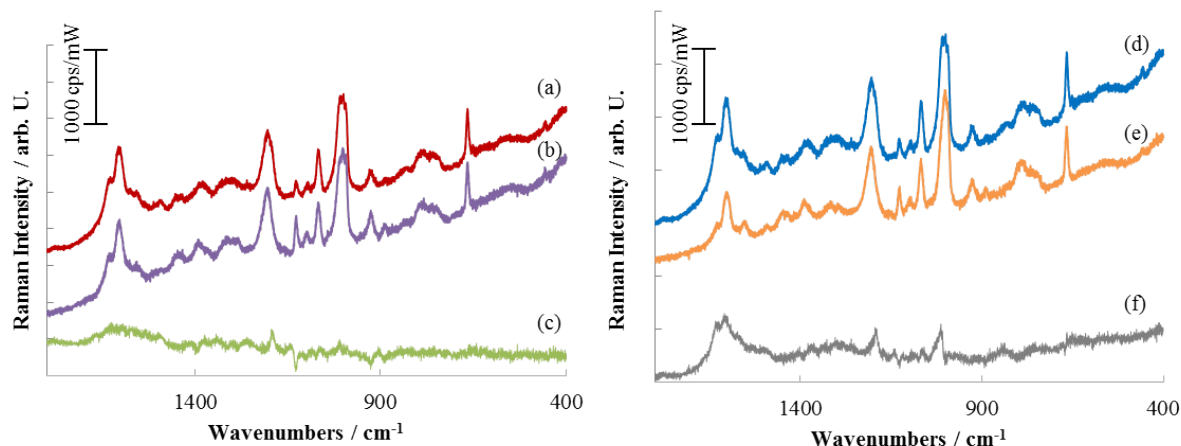 1000 cps/mW
Raman Intensity / arb. U.
(a)
(b)
(c)
1400
900
400
Wavenumbers / cm-1
1000 cps/mW
Raman Intensity / arb. U.
(d)
(e)
(f)
1400
900
400
Wavenumbers / cm-1